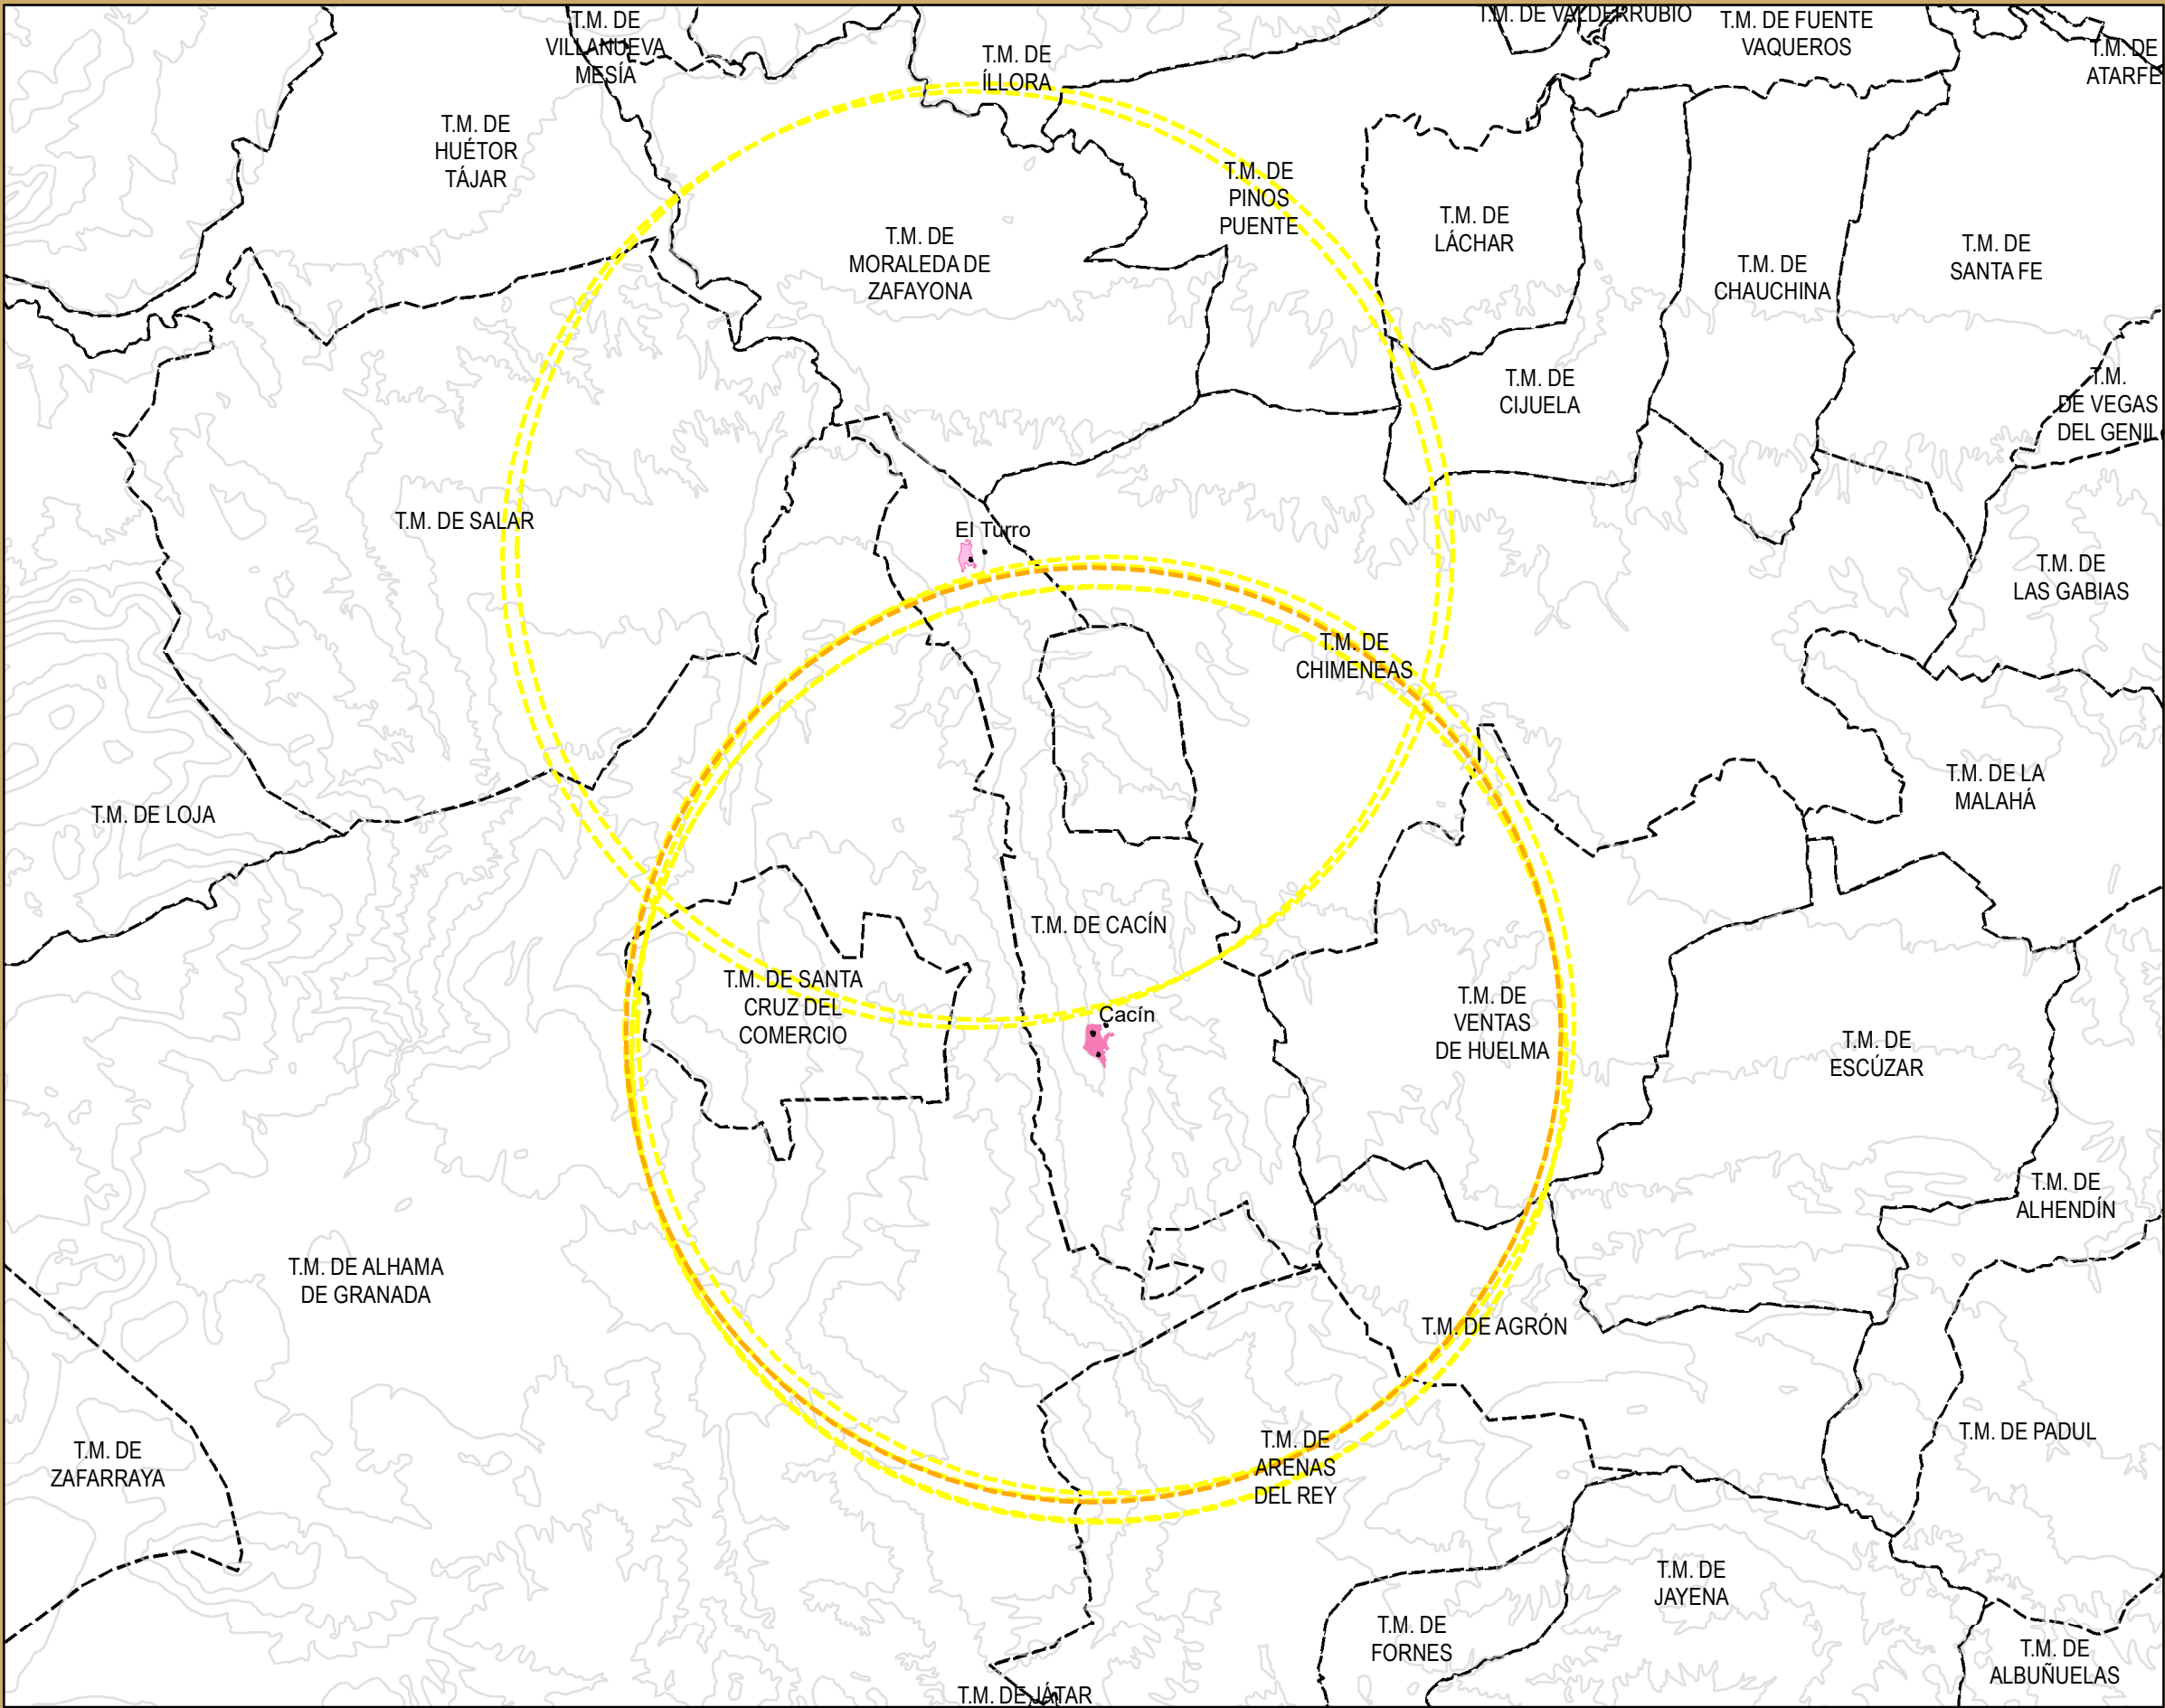 T.M. DE
VILLANUEVA
MESÍA
T.M. DE
ÍLLORA
T.M. DE VALDERRUBIO
T.M. DE FUENTE
VAQUEROS
T.M. DE
ATARFE
T.M. DE
HUÉTOR
TÁJAR
T.M. DE
PINOS
PUENTE
T.M. DE
LÁCHAR
T.M. DE
MORALEDA DE
ZAFAYONA
T.M. DE
CHAUCHINA
T.M. DE
SANTA FE
T.M. DE
CIJUELA
T.M.
DE VEGAS
DEL GENIL
T.M. DE SALAR
El Turro
T.M. DE
LAS GABIAS
T.M. DE
CHIMENEAS
T.M. DE LOJA
T.M. DE LA
MALAHÁ
T.M. DE CACÍN
T.M. DE SANTA
CRUZ DEL
COMERCIO
Cacín
T.M. DE
VENTAS
DE HUELMA
T.M. DE
ESCÚZAR
T.M. DE
ALHENDÍN
T.M. DE ALHAMA
DE GRANADA
T.M. DE AGRÓN
T.M. DE
ZAFARRAYA
T.M. DE
ARENAS
DEL REY
T.M. DE PADUL
T.M. DE
JAYENA
T.M. DE
FORNES
T.M. DE
ALBUÑUELAS
T.M. DE JÁTAR